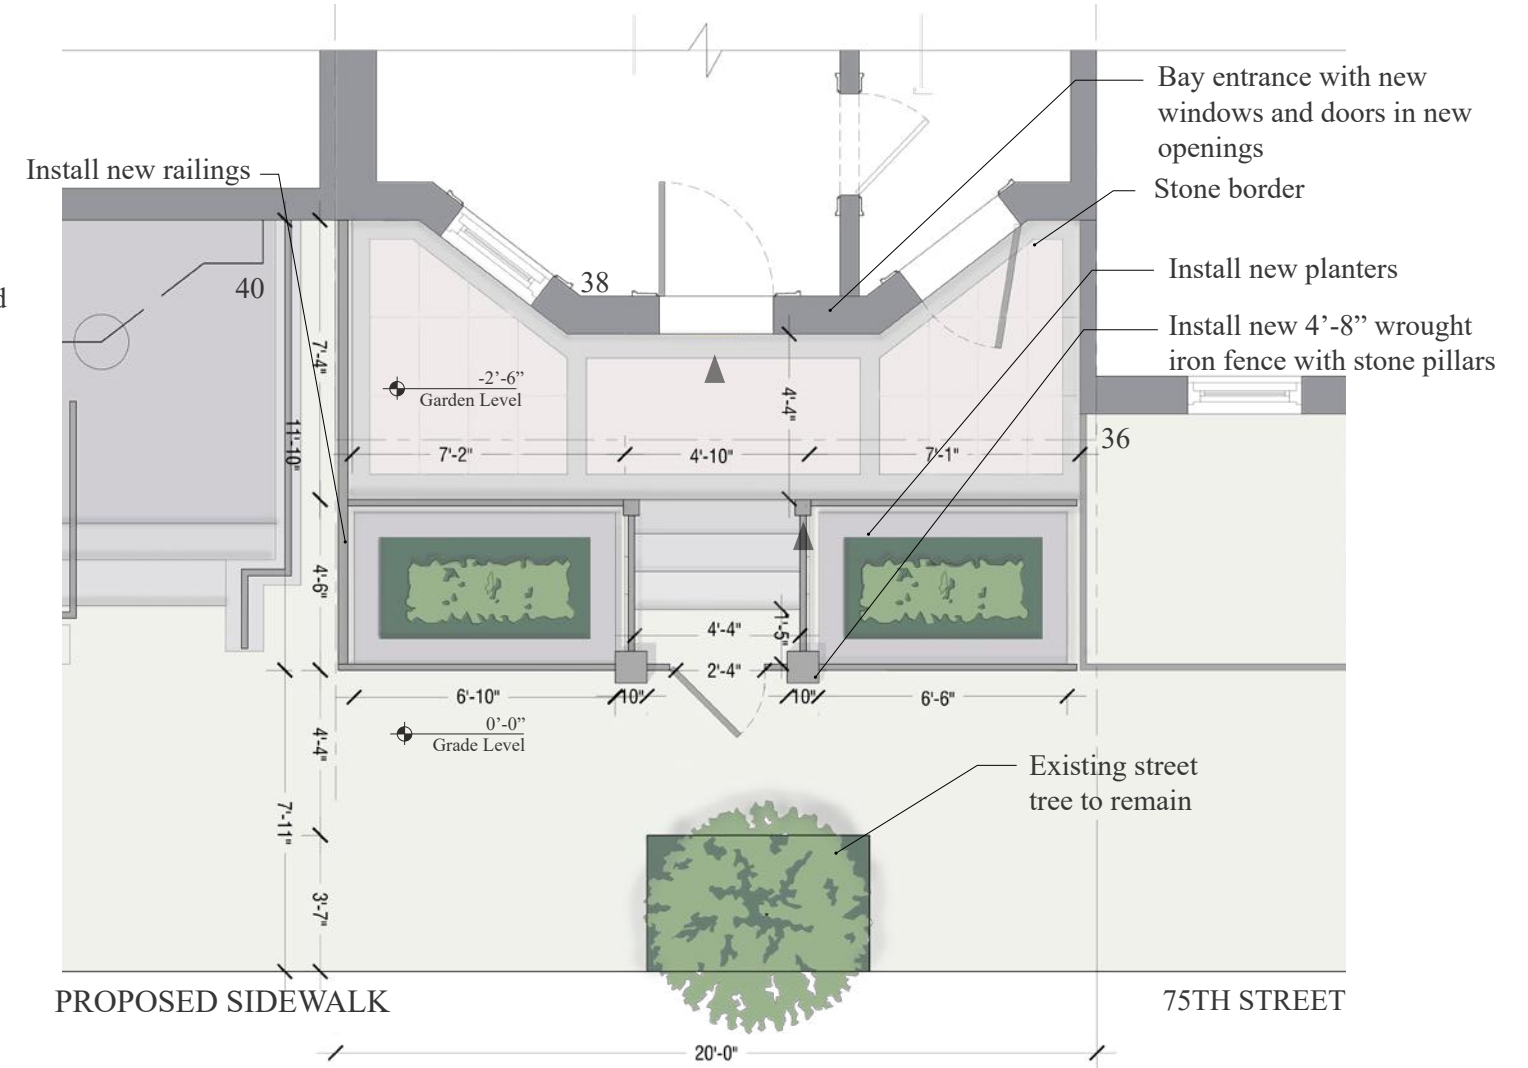 Bay entrance with new
windows and doors in new
openings
Install new railings
Stone border
Install new planters
Install new 4’-8” wrought
iron fence with stone pillars
d
40
38
36
7'-4"
11'-10"
-2’-6”
Garden Level
4'-4"
7'-2"
4'-10"
7'-1"
4'-6"
4'-4"
1'-5"
2'-4"
6'-10"
10"
10"
6'-6"
0’-0”
Grade Level
4'-4"
7'-11"
3'-7"
Existing street
tree to remain
PROPOSED SIDEWALK
75TH STREET
20'-0"